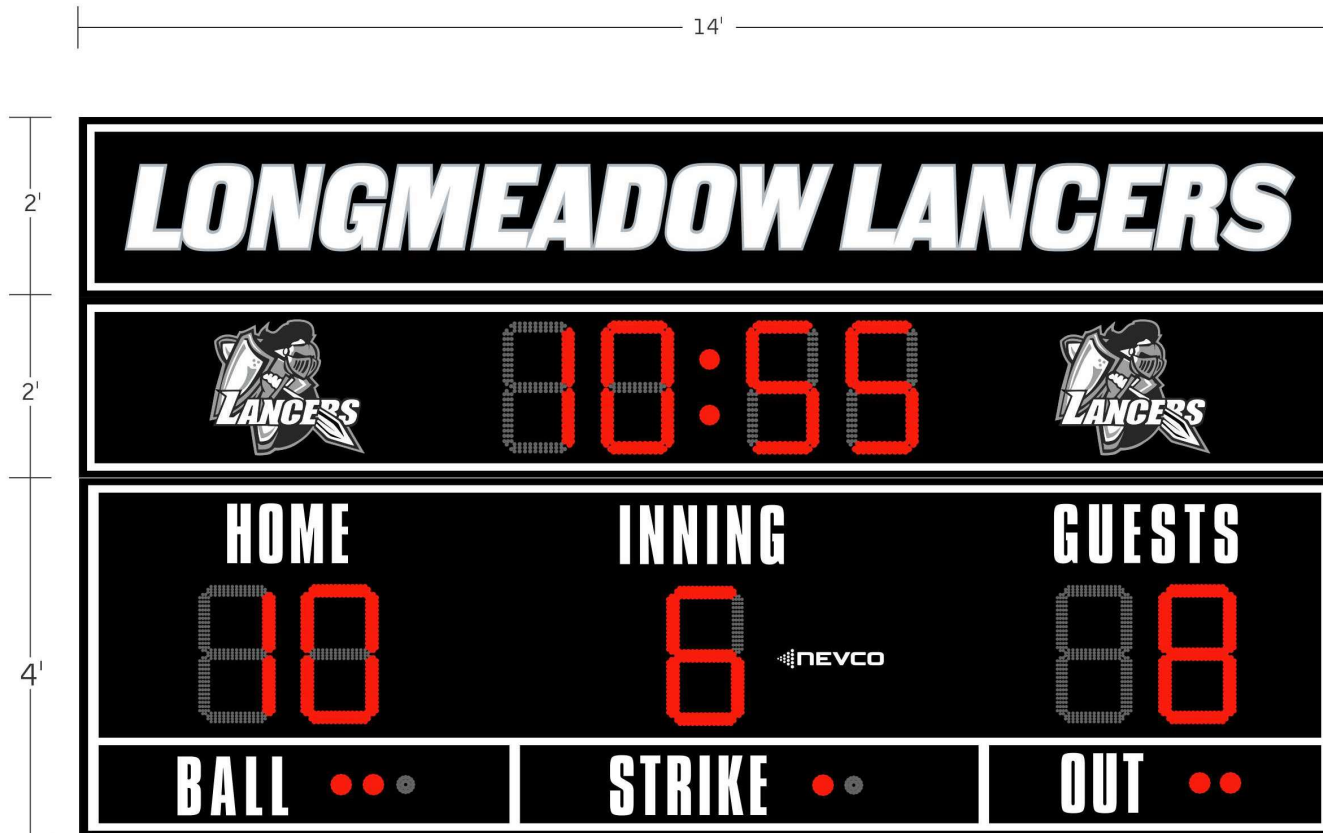 14'
2'
LONGMEADOW LANCERS
2'
LANCERS 10:55 LANCERS
HOME INNING GUESTS
4'
10 6 8
NEVCO
BALL STRIKE OUT